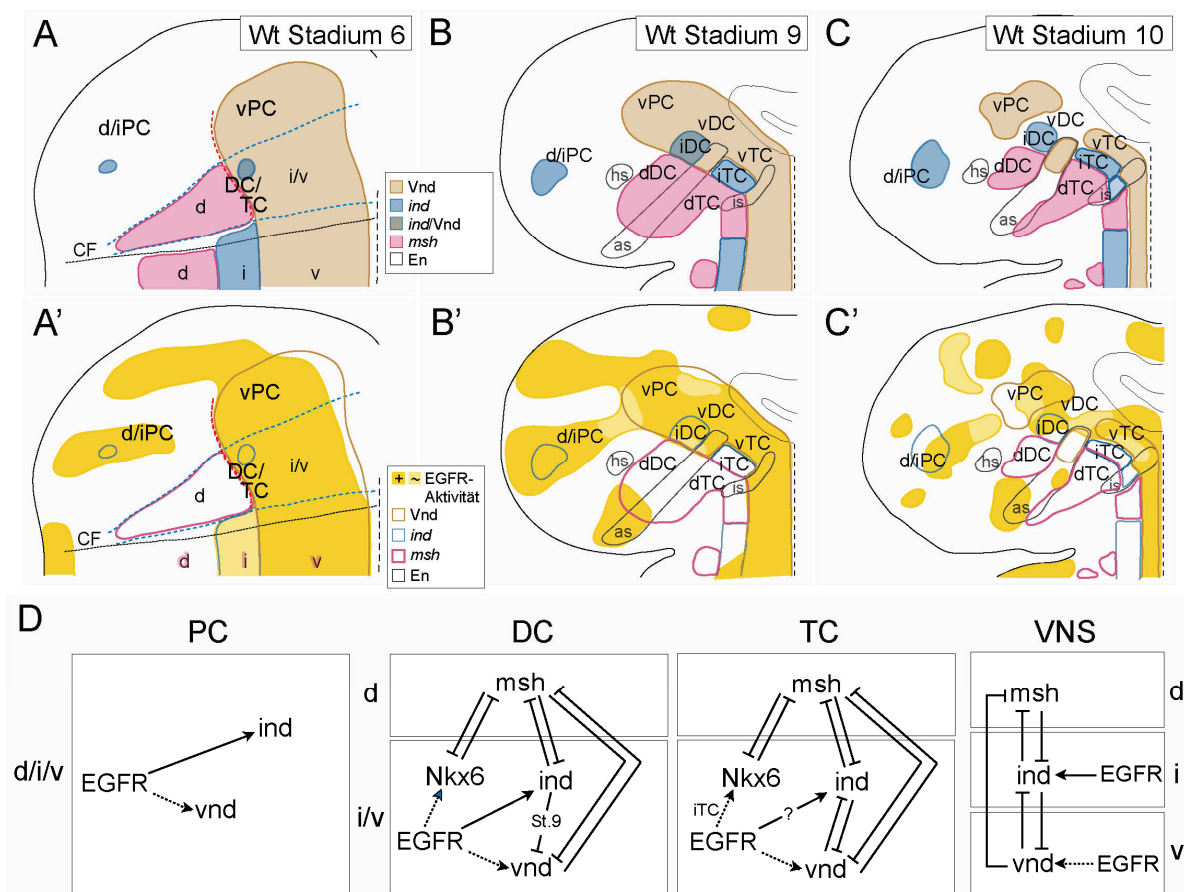 A
Wt Stadium 6
vPC
d/iPC
i/v
DC/
TC
d
CF
d
i
v
Vnd
ind
ind/Vnd
msh
En
B
Wt Stadium 9
vPC
vDC
iDC
d/iPC
vTC
hs
dDC
iTC
dTC
is
as
C
Wt Stadium 10
vPC
vDC
iDC
vTC
dDC
iTC
d/iPC
hs
dTC
is
as
A'
vPC
d/iPC
i/v
DC/
TC
d
CF
d
i
v
+ ~ EGFR-
Aktivität
Vnd
ind
msh
En
B'
vPC
vDC
iDC
d/iPC
vTC
hs
dDC
iTC
dTC
is
as
C'
vPC
vDC
iDC
vTC
dDC
iTC
d/iPC
hs
dTC
is
as
D
PC
DC
TC
VNS
d/i/v
ind
EGFR
vnd
d
i/v
msh
Nkx6
ind
St.9
EGFR
vnd
msh
Nkx6
ind
iTC
?
EGFR
vnd
msh
d
ind
EGFR
i
vnd
EGFR
v